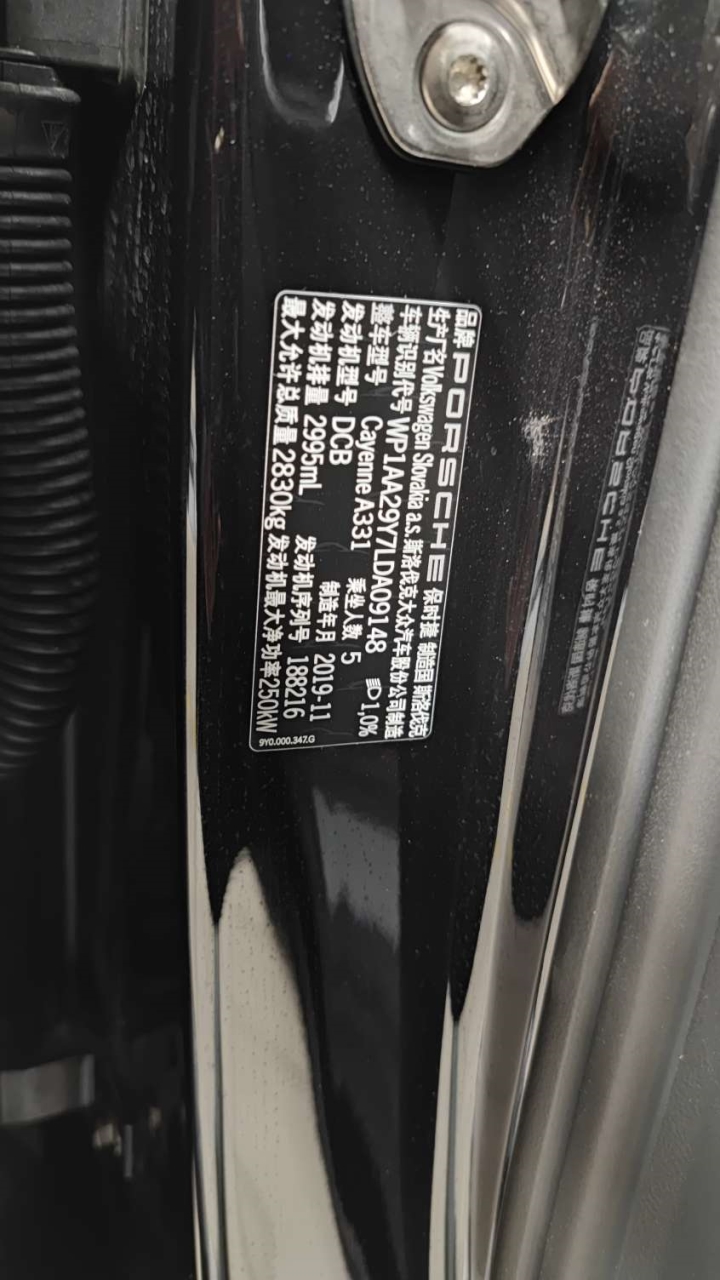 品牌 PORSCHE 保时捷 制造国 斯洛伐克
生产厂名 Volkswagen Slovakia a.s. 斯洛伐克大众汽车股份公司制造
车辆识别代号 WP1AA29Y7LDA09148 1,0%
整车型号 Cayenne A331 乘坐人数 5
发动机型号 DCB 制造年月 2019-11
发动机排量 2995mL 发动机序列号 188216
最大允许总质量 2830kg 发动机最大净功率250kW
9Y0.000.347.G